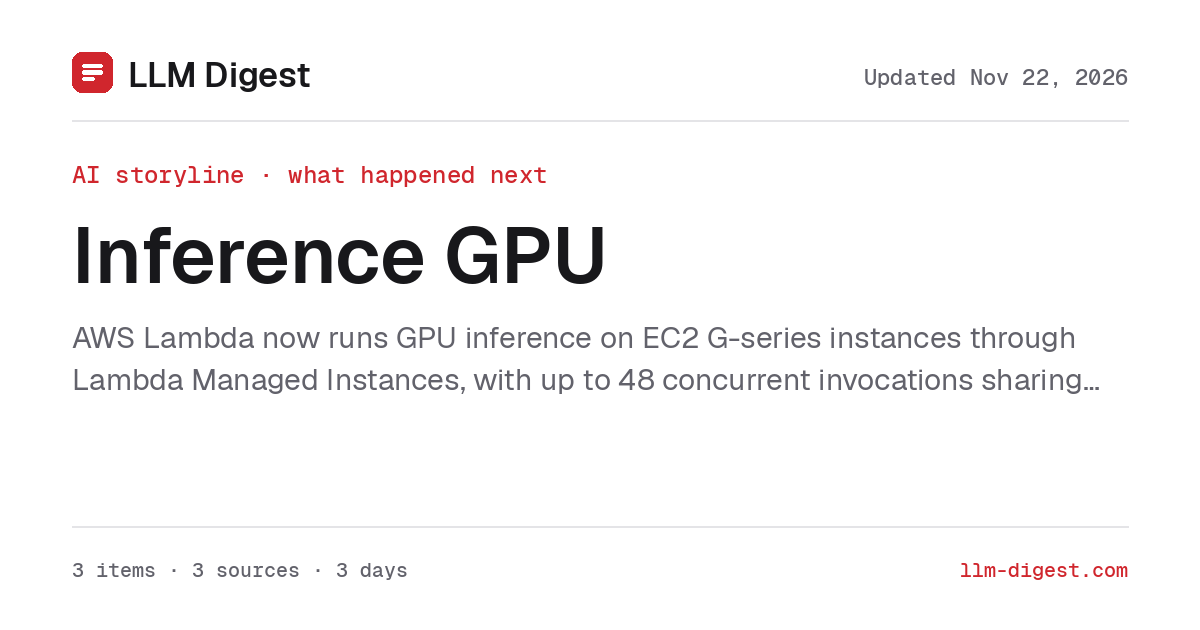 LLM Digest
Updated Nov 22, 2026
AI storyline · what happened next
Inference GPU
AWS Lambda now runs GPU inference on EC2 G-series instances through
Lambda Managed Instances, with up to 48 concurrent invocations sharing…
3 items · 3 sources · 3 days
llm-digest.com